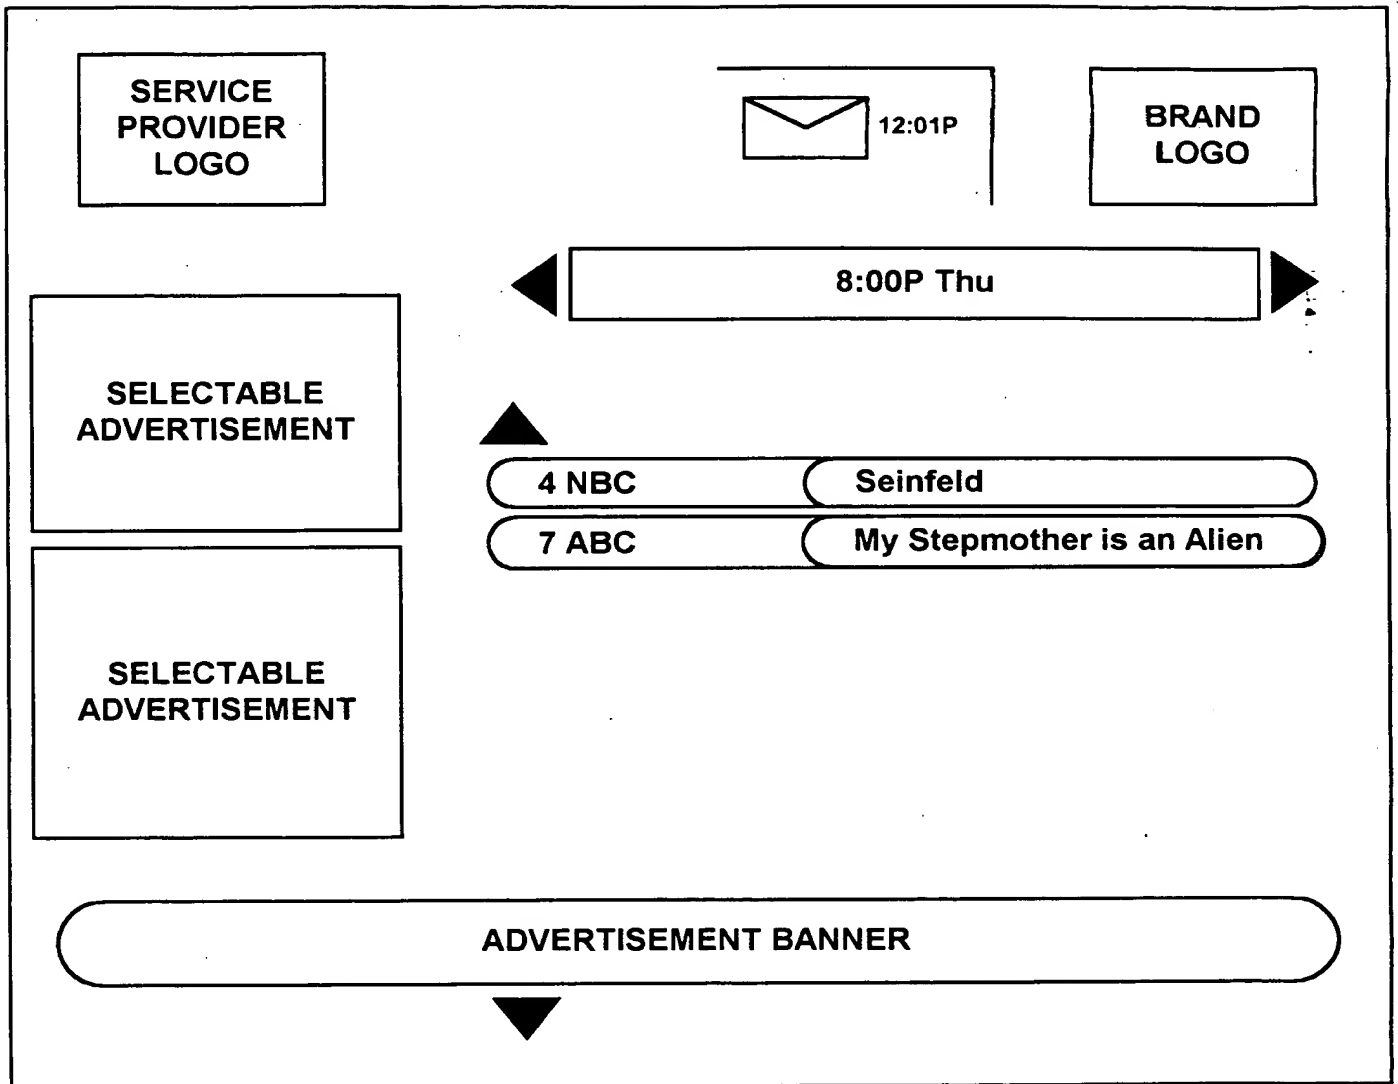 SERVICE
PROVIDER
LOGO
12:01P
BRAND
LOGO
8:00P Thu
SELECTABLE
ADVERTISEMENT
4 NBC Seinfeld
7 ABC My Stepmother is an Alien
SELECTABLE
ADVERTISEMENT
ADVERTISEMENT BANNER